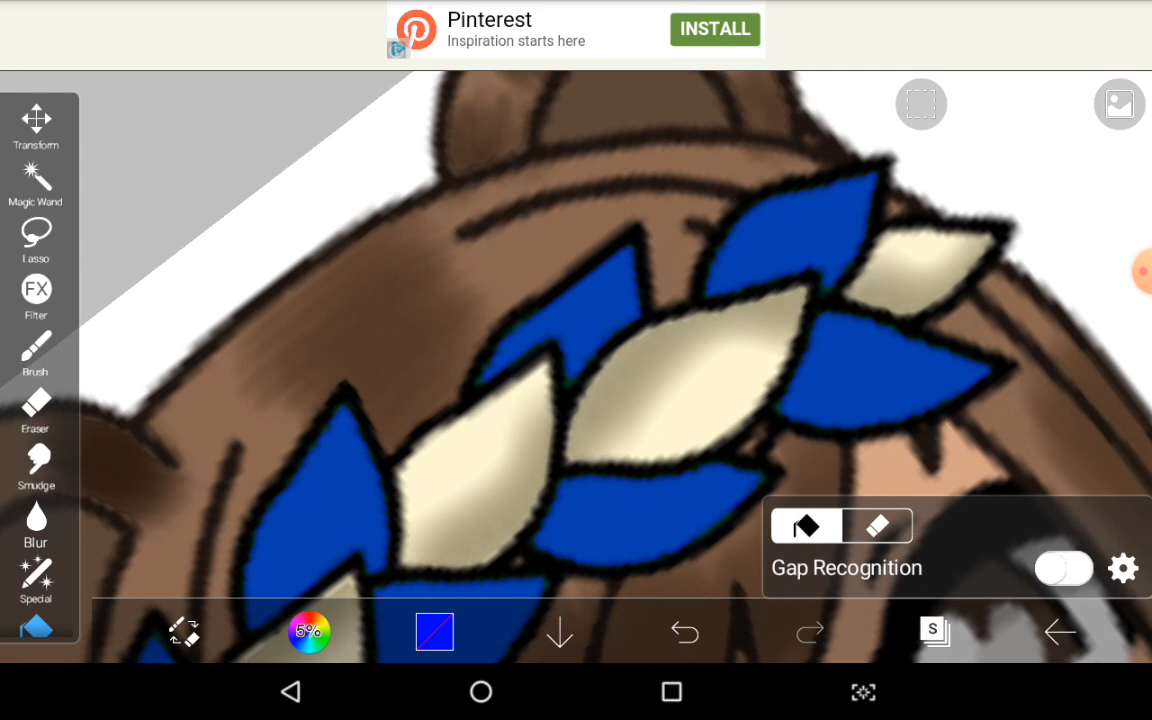 Pinterest
Inspiration starts here
INSTALL
Transform
Magic Wand
Lasso
FX
Filter
Brush
Eraser
Smudge
Blur
Special
Gap Recognition
5%
S